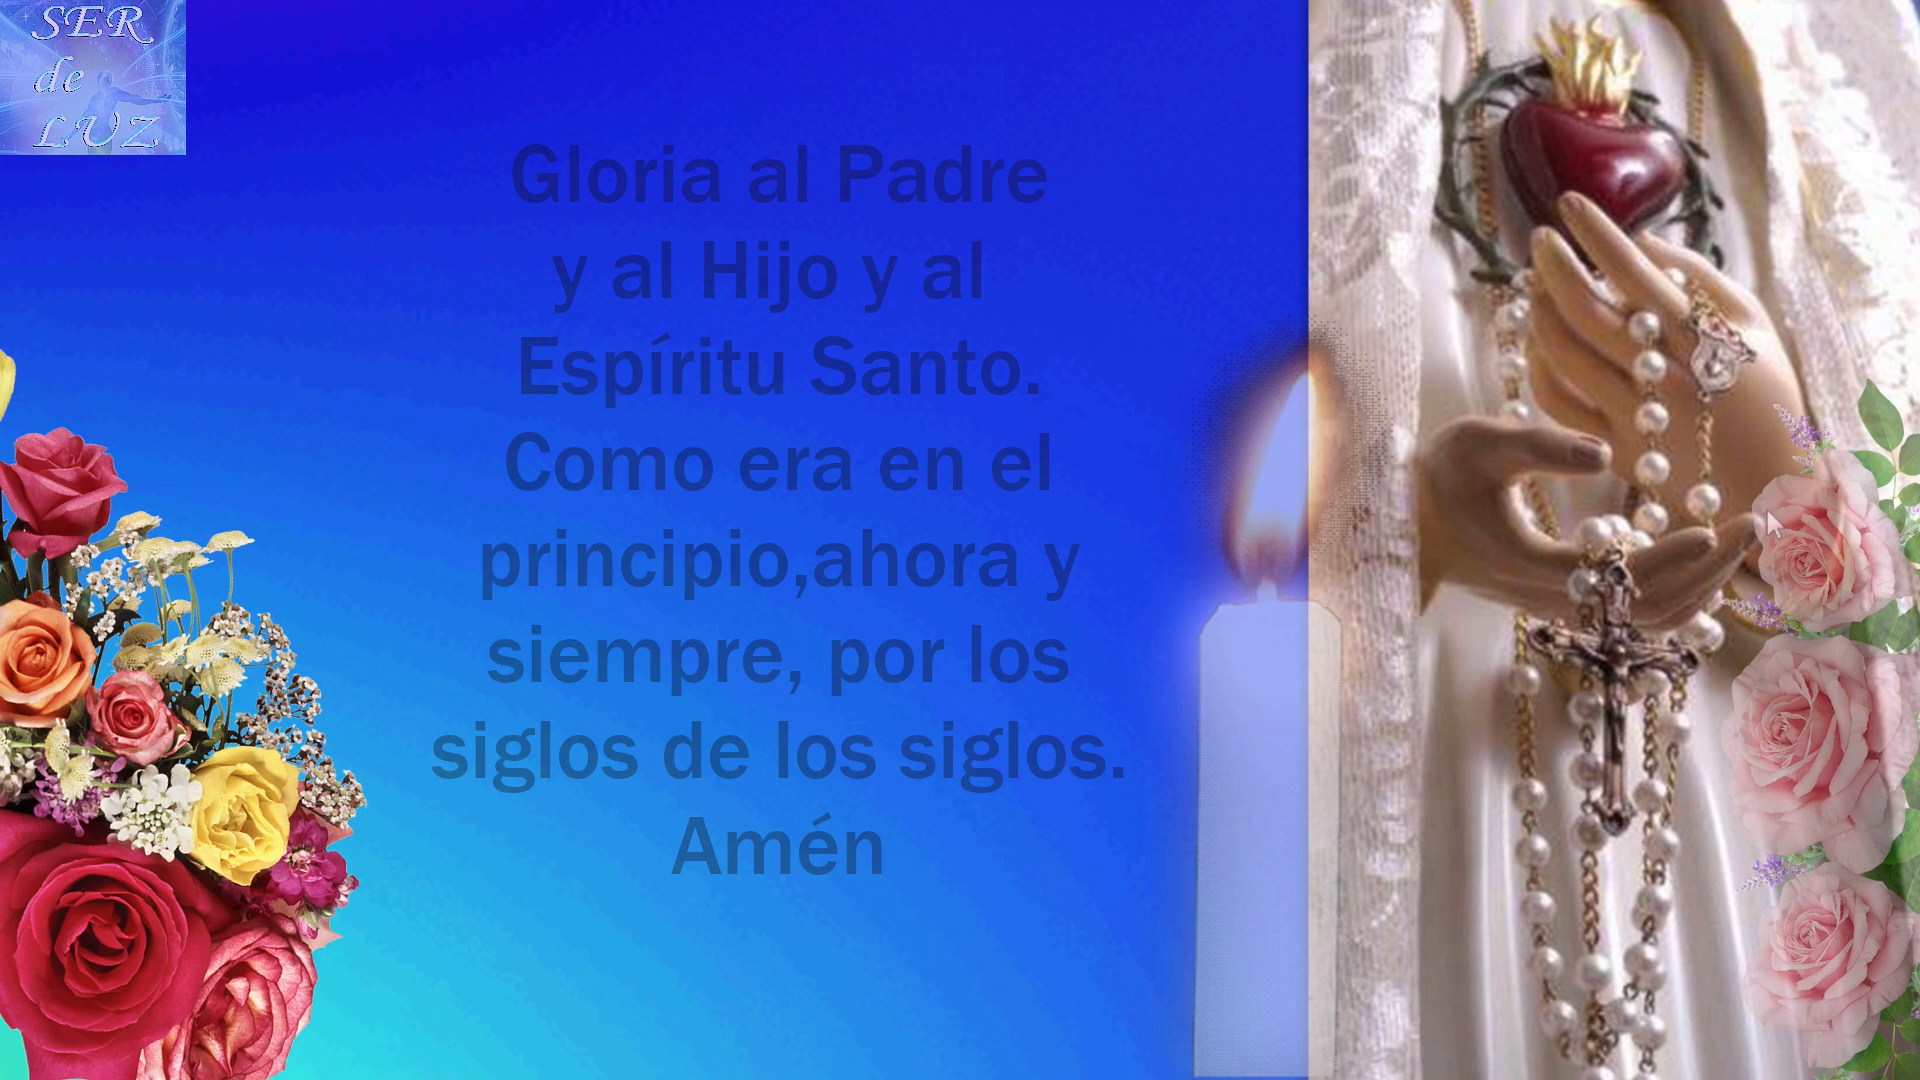 SER
de
LUZ
Gloria al Padre
y al Hijo y al
Espíritu Santo.
Como era en el
principio,ahora y
siempre, por los
siglos de los siglos.
Amén